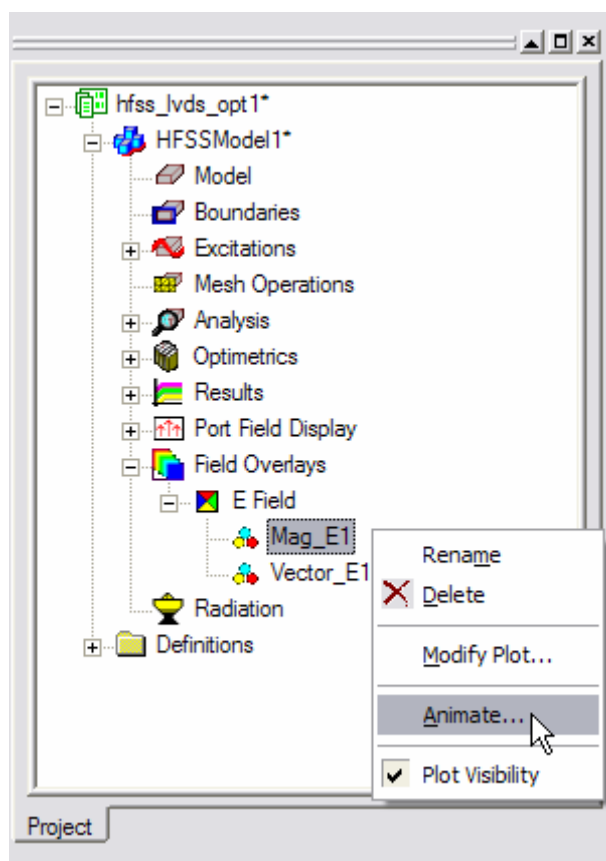 hfss_lvds_opt1*
HFSSModel1*
Model
Boundaries
Excitations
Mesh Operations
Analysis
Optimetrics
Results
Port Field Display
Field Overlays
E Field
Mag_E1
Vector_E1
Radiation
Definitions
Rename
Delete
Modify Plot...
Animate...
Plot Visibility
Project